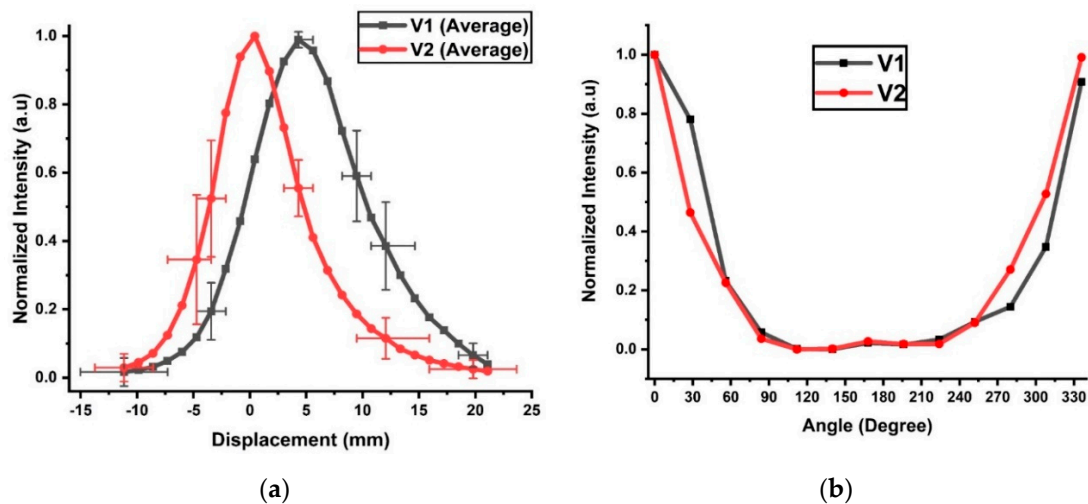 V1 (Average)
V2 (Average)
Normalized Intensity (a.u)
1.0
0.8
0.6
0.4
0.2
0.0
-15 -10 -5 0 5 10 15 20 25
Displacement (mm)
(a)
V1
V2
Normalized Intensity (a.u)
1.0
0.8
0.6
0.4
0.2
0.0
0 30 60 90 120 150 180 210 240 270 300 330
Angle (Degree)
(b)